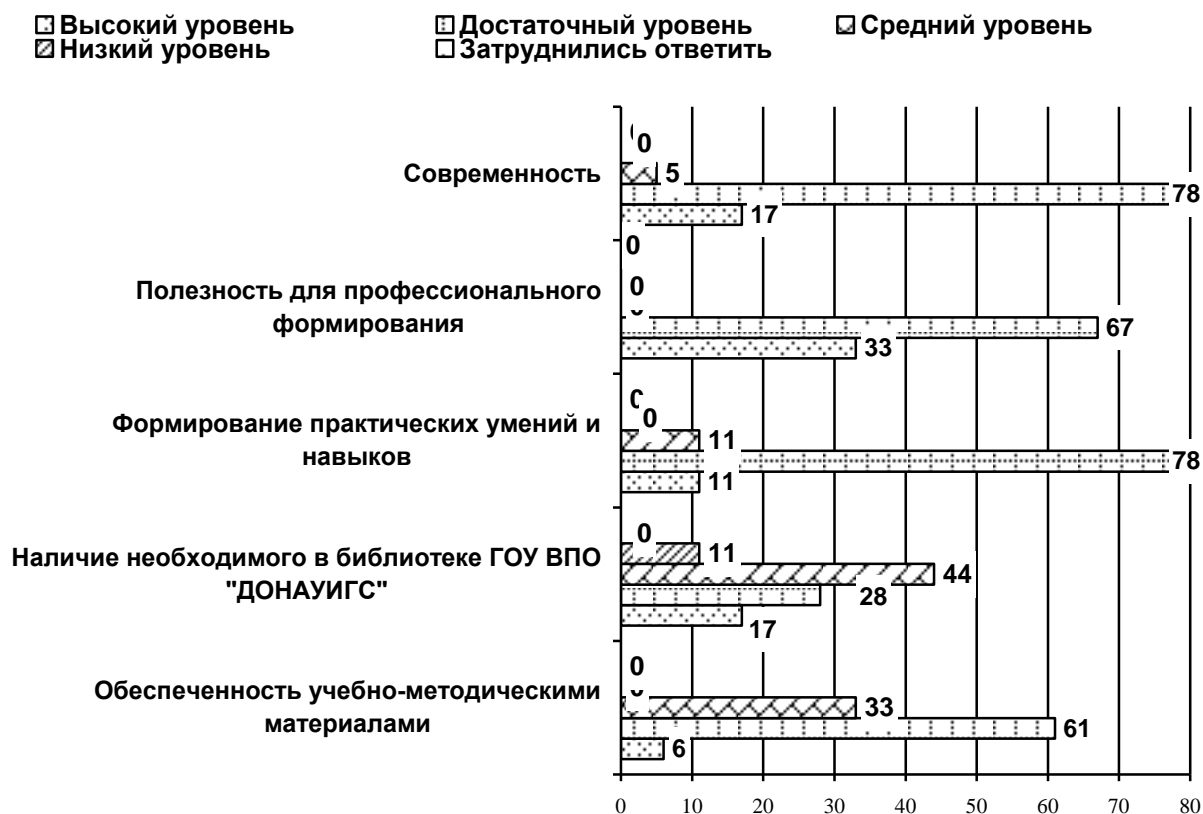 Высокий уровень Достаточный уровень Средний уровень
Низкий уровень Затруднились ответить
0
Современность
5
78
17
0
0
Полезность для профессионального
формирования
67
33
0
Формирование практических умений и
навыков
11
78
11
0
Наличие необходимого в библиотеке ГОУ ВПО
"ДОНАУИГС"
11
44
28
17
0
Обеспеченность учебно-методическими
материалами
33
61
6
0 10 20 30 40 50 60 70 80